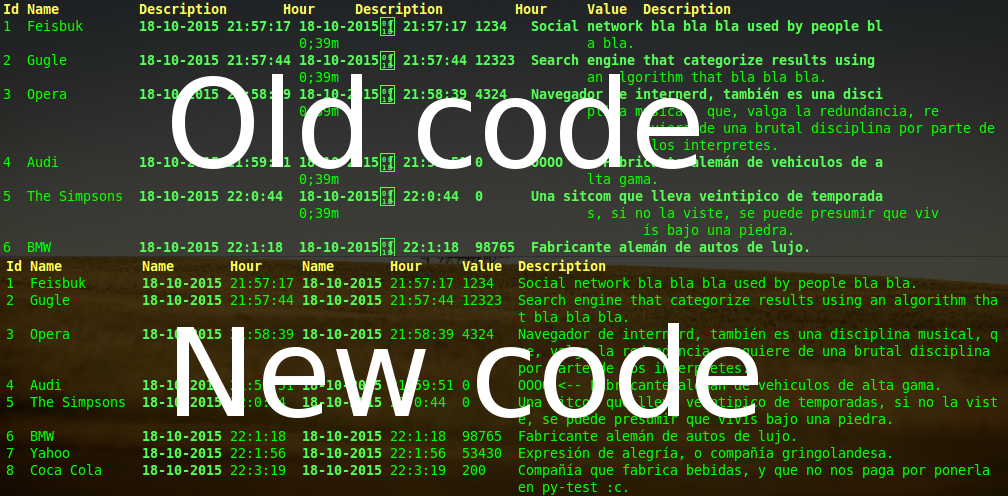 Id Name Description Hour Description Hour Value Description
1 Feisbuk 18-10-2015 21:57:17 18-10-2015 21:57:17 1234 Social network bla bla bla used by people bl
0;39m a bla.
2 Gugle 18-10-2015 21:57:44 18-10-2015 21:57:44 12323 Search engine that categorize results using
0;39m an algorithm that bla bla bla.
3 Opera 18-10-2015 21:58:39 18-10-2015 21:58:39 4324 Navegador de internerd, también es una disci
Old code
que, valga la redundancia, re
de una brutal disciplina por parte de
los interpretes.
4 Audi 18-10-2015 18-10-2015 0 OOOO alemán de vehiculos de a
0;39m lta gama.
5 The Simpsons 18-10-2015 22:0:44 18-10-2015 22:0:44 0 Una sitcom que lleva veintipico de temporada
0;39m s, si no la viste, se puede presumir que viv
ís bajo una piedra.
6 BMW 18-10-2015 22:1:18 18-10-2015 22:1:18 98765 Fabricante alemán de autos de lujo.
Id Name Name Hour Name Hour Value Description
1 Feisbuk 18-10-2015 21:57:17 18-10-2015 21:57:17 1234 Social network bla bla bla used by people bla bla.
2 Gugle 18-10-2015 21:57:44 18-10-2015 21:57:44 12323 Search engine that categorize results using an algorithm tha
t bla bla bla.
3 Opera 18-10-2015 21:58:39 18-10-2015 21:58:39 4324 Navegador de internerd, también es una disciplina musical, q
New code
ue, valga la redundancia, requiere de una brutal disciplina
por parte de los interpretes.
4 Audi 18-10-2015 18-10-2015 21:59:51 0 OOOO <-- Fabricante alemán de vehiculos de alta gama.
5 The Simpsons 18-10-2015 22:0:44 18-10-2015 22:0:44 0 Una sitcom que lleva veintipico de temporadas, si no la vist
e, se puede presumir que vivís bajo una piedra.
6 BMW 18-10-2015 22:1:18 18-10-2015 22:1:18 98765 Fabricante alemán de autos de lujo.
7 Yahoo 18-10-2015 22:1:56 18-10-2015 22:1:56 53430 Expresión de alegría, o compañía gringolandesa.
8 Coca Cola 18-10-2015 22:3:19 18-10-2015 22:3:19 200 Compañía que fabrica bebidas, y que no nos paga por ponerla
en py-test :c.